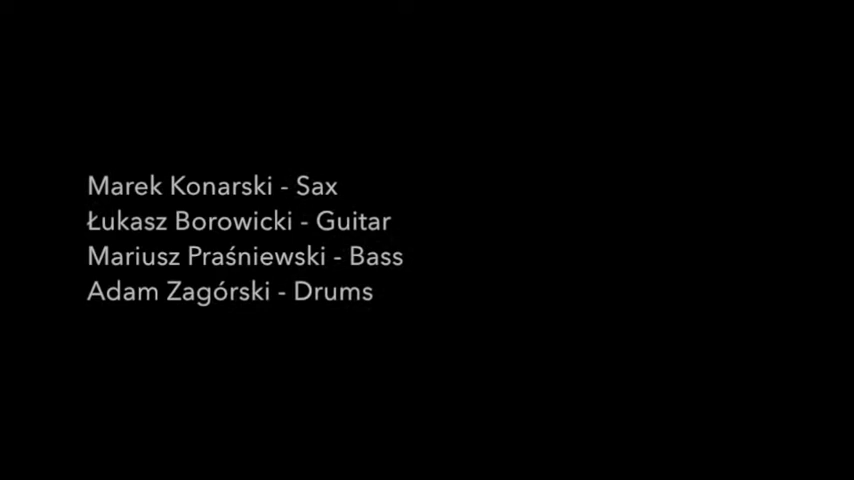 Marek Konarski - Sax
Łukasz Borowicki - Guitar
Mariusz Praśniewski - Bass
Adam Zagórski - Drums